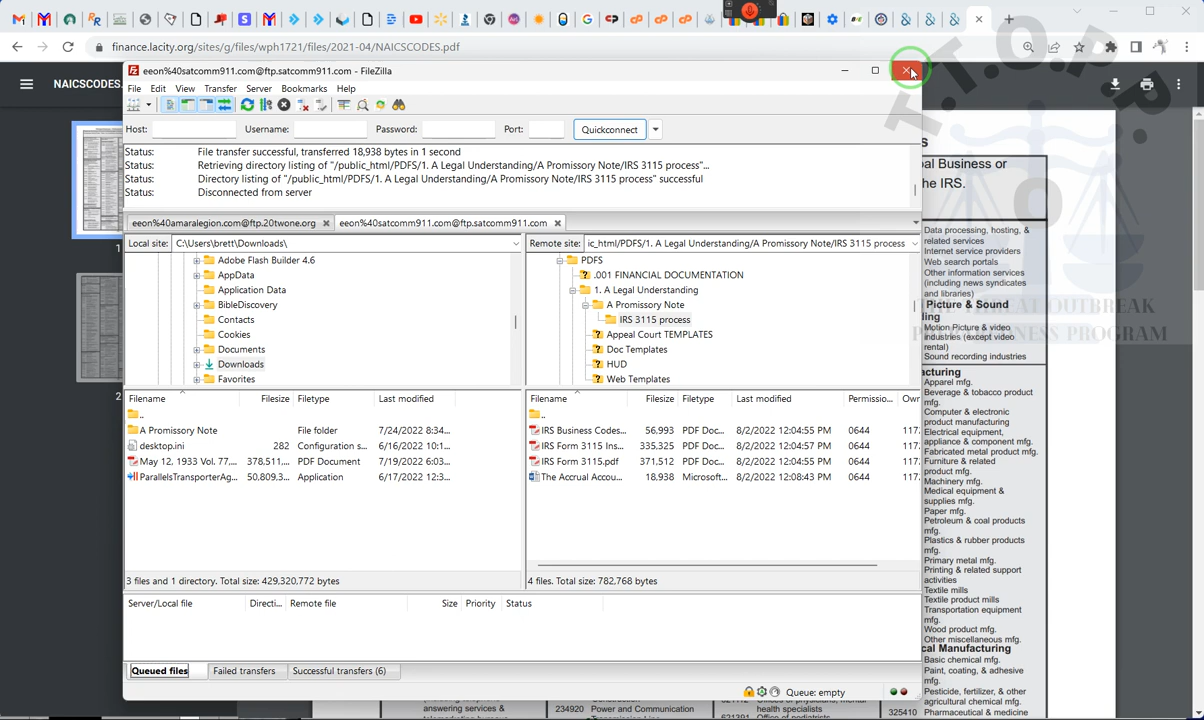 finance.lacity.org/sites/g/files/wph1721/files/2021-04/NAICSCODES.pdf
NAICSCODES.
eeon%40satcomm911.com@ftp.satcomm911.com - FileZilla
File Edit View Transfer Server Bookmarks Help
Host: Username: Password: Port: Quickconnect
Status: File transfer successful, transferred 18,938 bytes in 1 second
Status: Retrieving directory listing of "/public_html/PDFS/1. A Legal Understanding/A Promissory Note/IRS 3115 process"...
Status: Directory listing of "/public_html/PDFS/1. A Legal Understanding/A Promissory Note/IRS 3115 process" successful
Status: Disconnected from server
eeon%40amaralegion.com@ftp.20twone.org eeon%40satcomm911.com@ftp.satcomm911.com
Local site: C:\Users\brett\Downloads\
Adobe Flash Builder 4.6
AppData
Application Data
BibleDiscovery
Contacts
Cookies
Documents
Downloads
Favorites
Remote site: ic_html/PDFS/1. A Legal Understanding/A Promissory Note/IRS 3115 process
PDFS
.001 FINANCIAL DOCUMENTATION
1. A Legal Understanding
A Promissory Note
IRS 3115 process
Appeal Court TEMPLATES
Doc Templates
HUD
Web Templates
Filename Filesize Filetype Last modified
..
A Promissory Note File folder 7/24/2022 8:34...
desktop.ini 282 Configuration s... 6/16/2022 10:1...
May 12, 1933 Vol. 77,... 378,511,... PDF Document 7/19/2022 6:03...
ParallelsTransporterAg... 50,809,3... Application 6/17/2022 12:3...
3 files and 1 directory. Total size: 429,320,772 bytes
Filename Filesize Filetype Last modified Permissio... Owr
..
IRS Business Codes... 56,993 PDF Doc... 8/2/2022 12:04:55 PM 0644 117.
IRS Form 3115 Ins... 335,325 PDF Doc... 8/2/2022 12:04:57 PM 0644 117.
IRS Form 3115.pdf 371,512 PDF Doc... 8/2/2022 12:04:55 PM 0644 117.
The Accrual Accou... 18,938 Microsoft... 8/2/2022 12:08:43 PM 0644 117.
4 files. Total size: 782,768 bytes
Server/Local file Directi... Remote file Size Priority Status
Queued files Failed transfers Successful transfers (6)
Queue: empty
1
2
T.T.O.P.P.
THREAT OUTBREAK
PREPAREDNESS PROGRAM
al Business or
he IRS.
Data processing, hosting, &
related services
Internet service providers
Web search portals
Other information services
(including news syndicates
and libraries)
Picture & Sound
ding
Motion Picture & video
industries (except video
rental)
Sound recording industries
acturing
Apparel mfg.
Beverage & tobacco product
mfg.
Computer & electronic
product manufacturing
Electrical equipment,
appliance & component mfg.
Fabricated metal product mfg.
Furniture & related
product mfg.
Machinery mfg.
Medical equipment &
supplies mfg.
Paper mfg.
Petroleum & coal products
mfg.
Plastics & rubber products
mfg.
Primary metal mfg.
Printing & related support
activities
Textile mills
Textile product mills
Transportation equipment
mfg.
Wood product mfg.
Other miscellaneous mfg.
cal Manufacturing
Basic chemical mfg.
Paint, coating, & adhesive
mfg.
Pesticide, fertilizer, & other
agricultural chemical mfg.
325410 Pharmaceutical & medicine
answering services &
234920 Power and Communication
health specialists
621391 Office of podiatrists